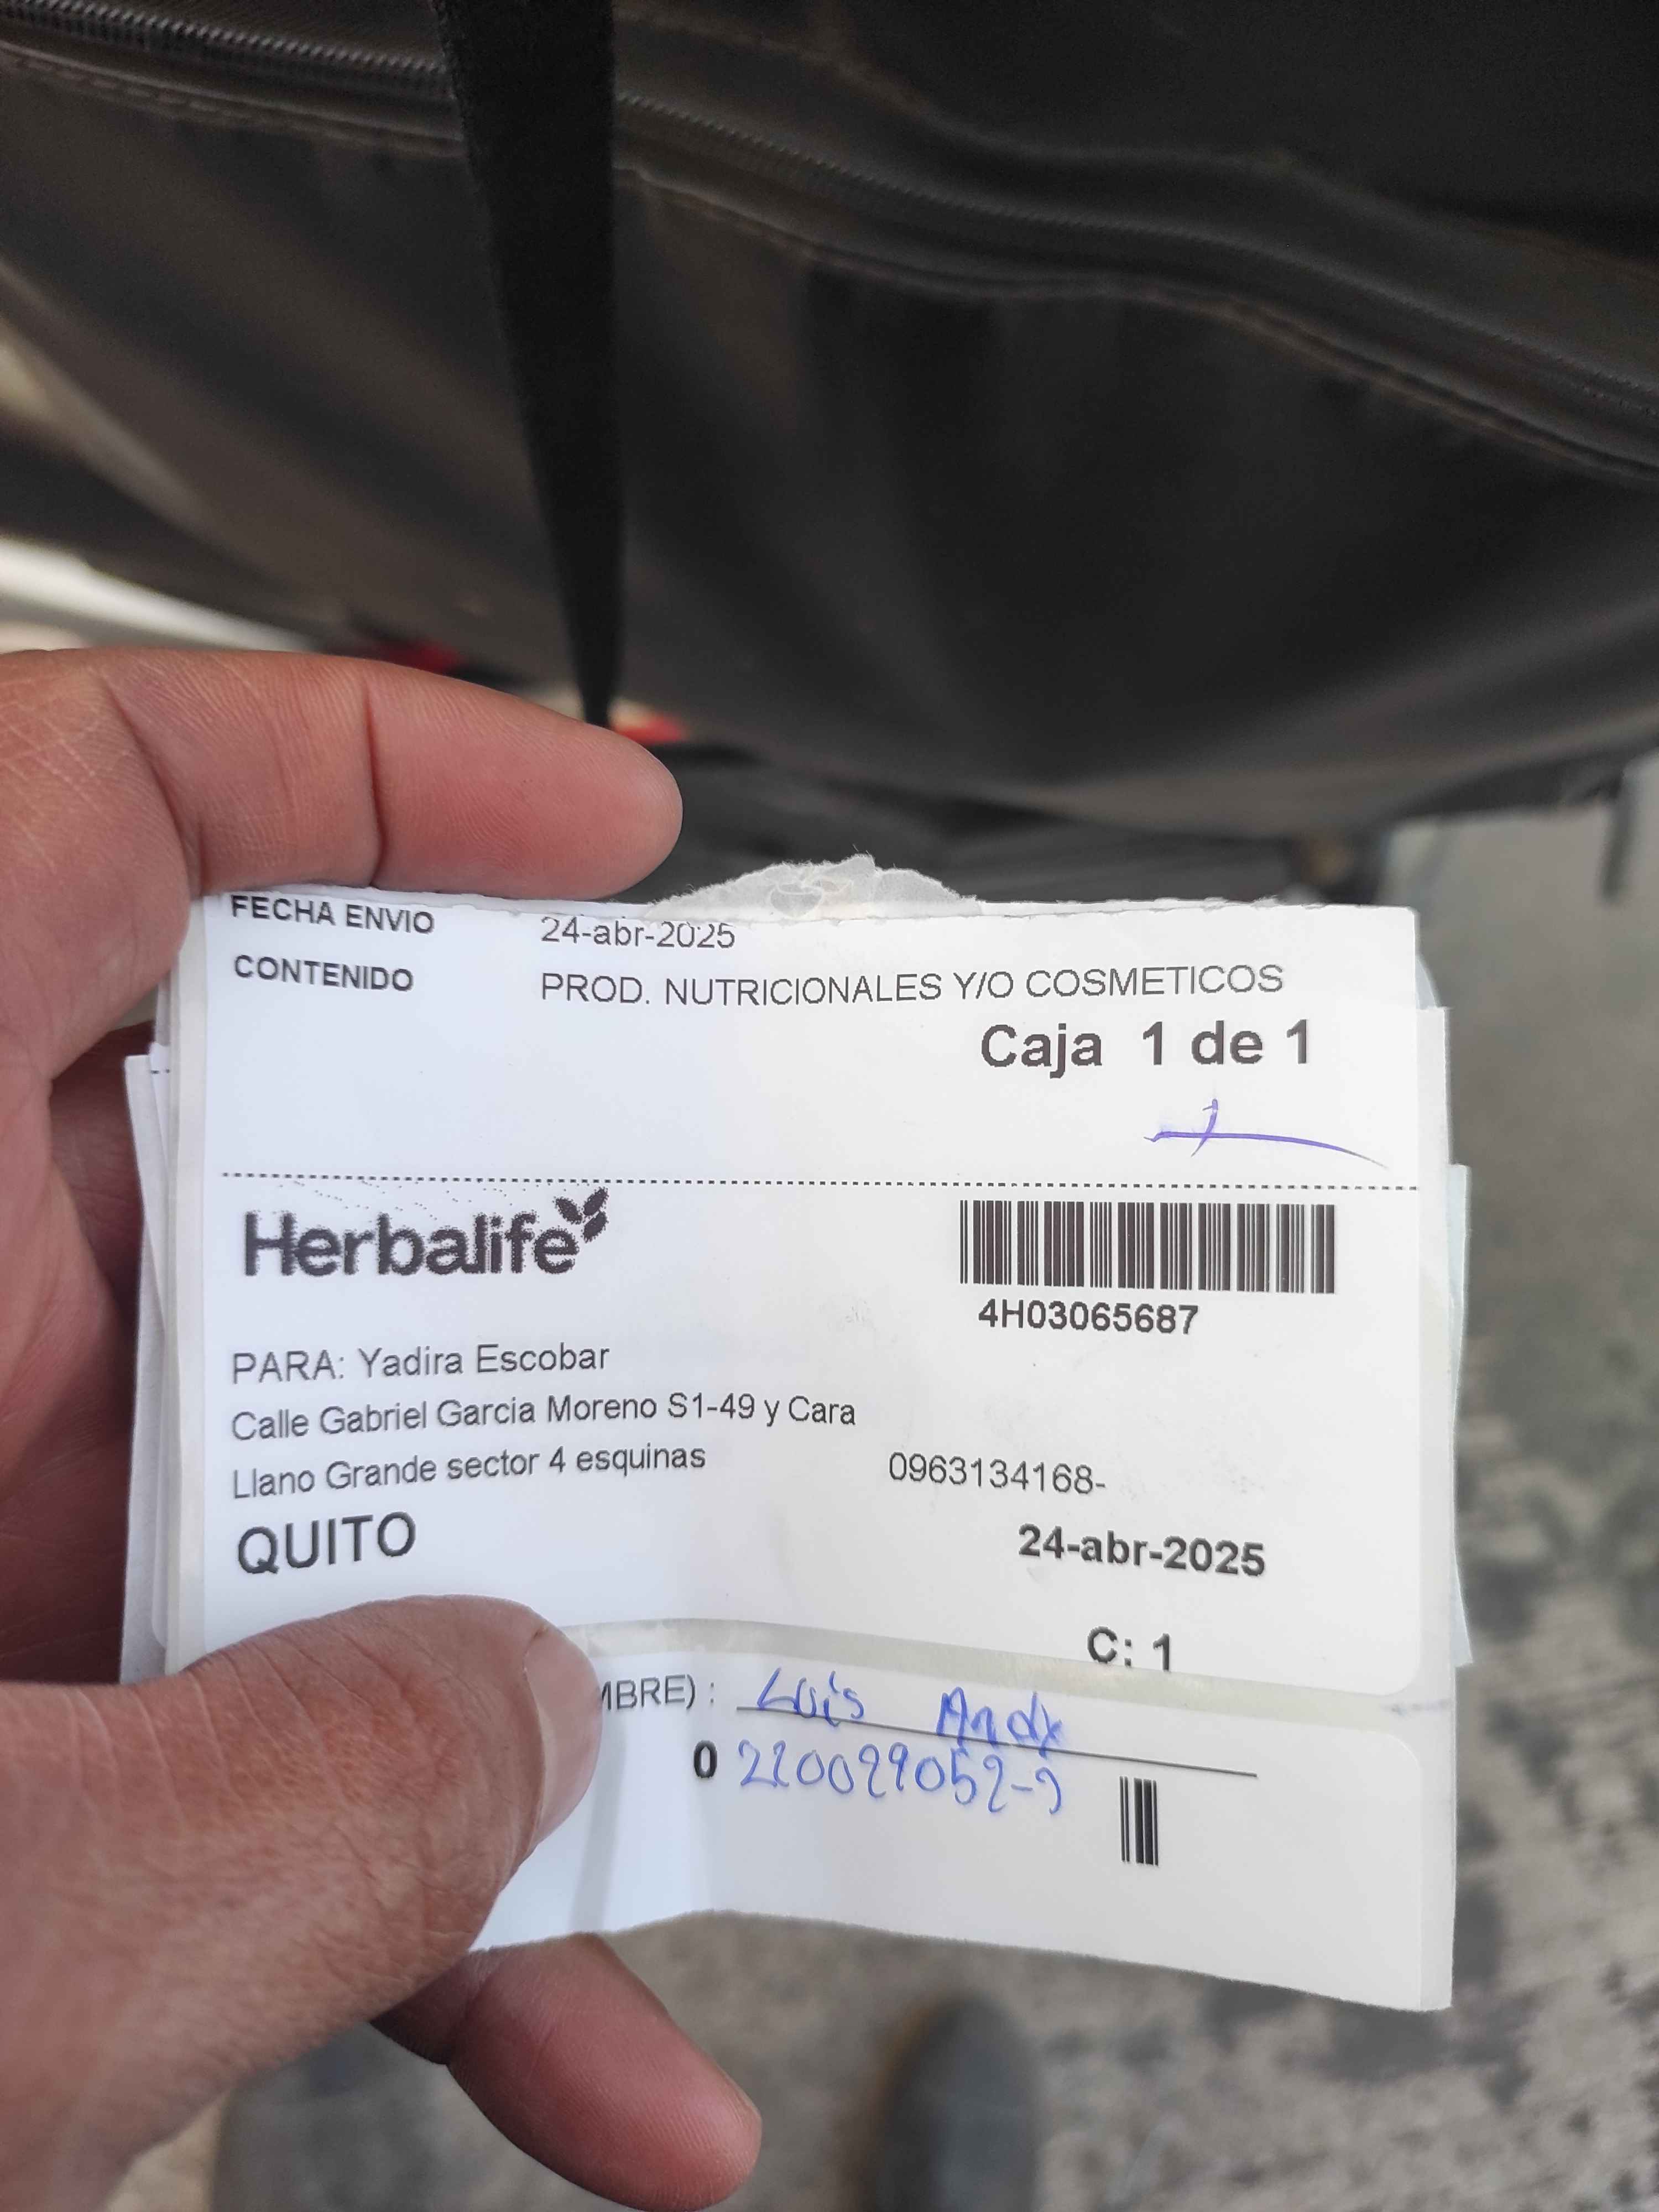 FECHA ENVIO 24-abr-2025
CONTENIDO PROD. NUTRICIONALES Y/O COSMETICOS
Caja 1 de 1
Herbalife
4H03065687
PARA: Yadira Escobar
Calle Gabriel Garcia Moreno S1-49 y Cara
Llano Grande sector 4 esquinas 0963134168-
QUITO
24-abr-2025
C: 1
MBRE) : Luis
0